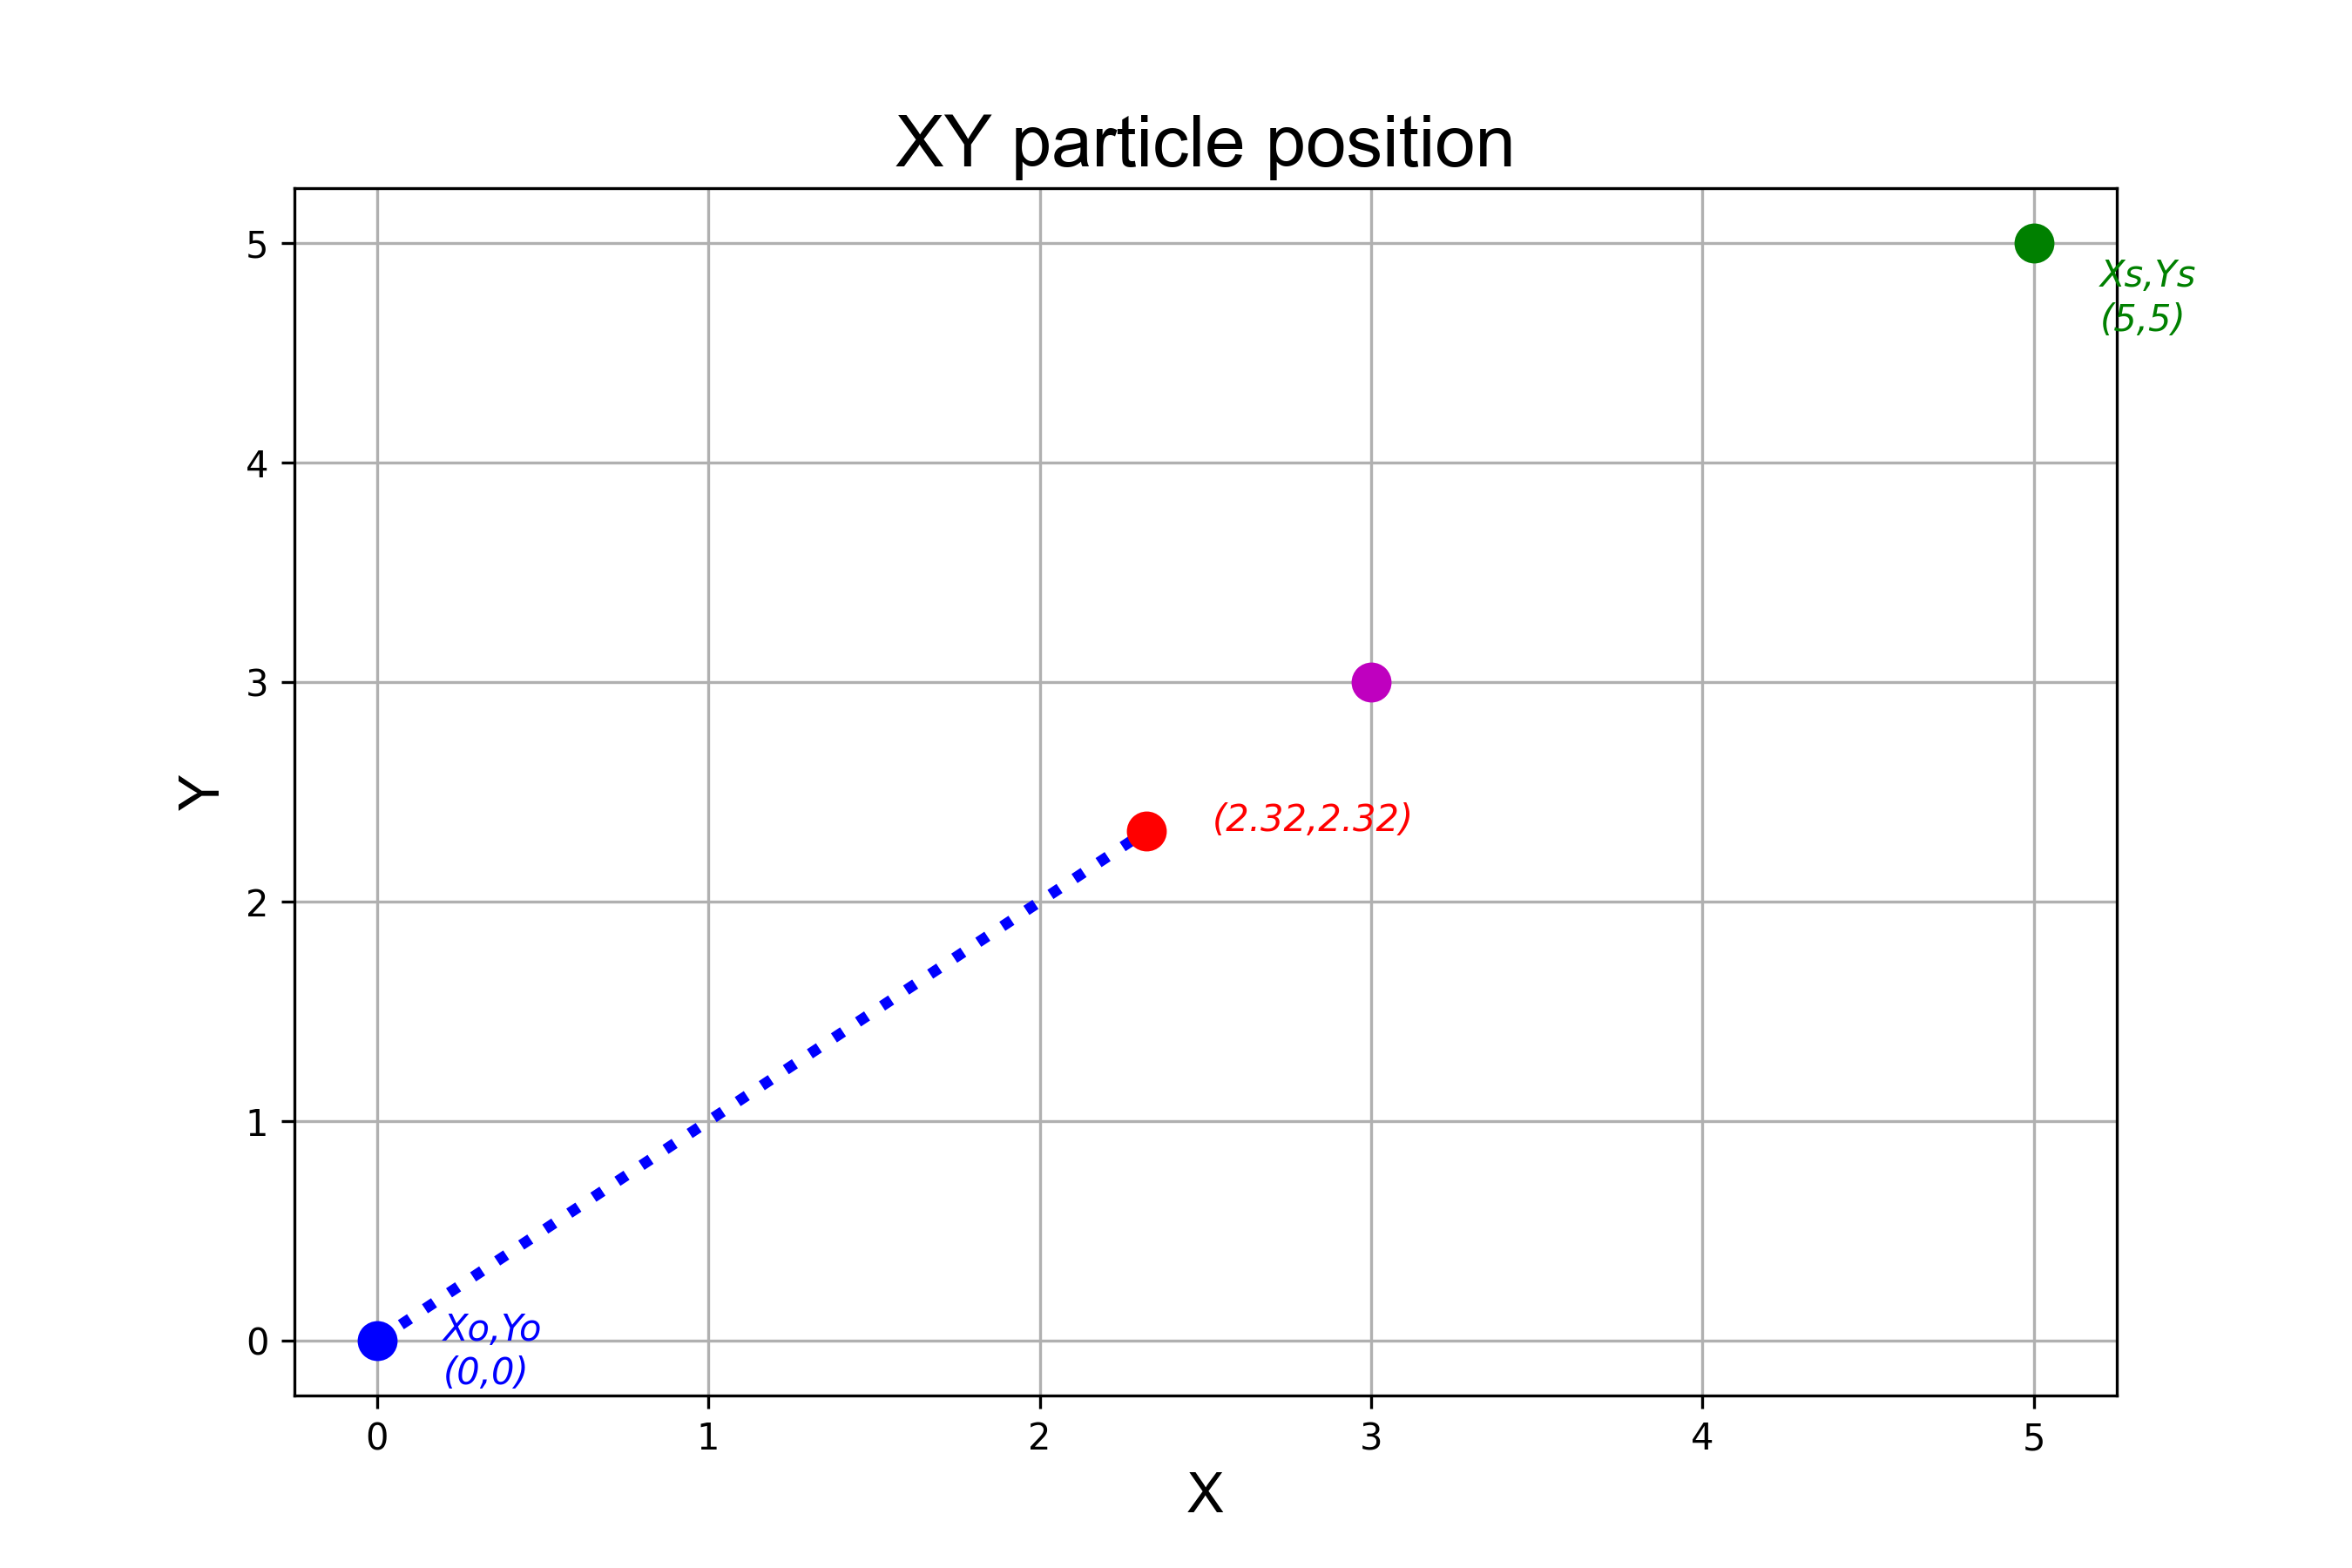 XY particle position
5
Xs,Ys
(5,5)
4
3
(2.32,2.32)
Y
2
1
Xo,Yo
0
(0,0)
0 1 2 3 4 5
X